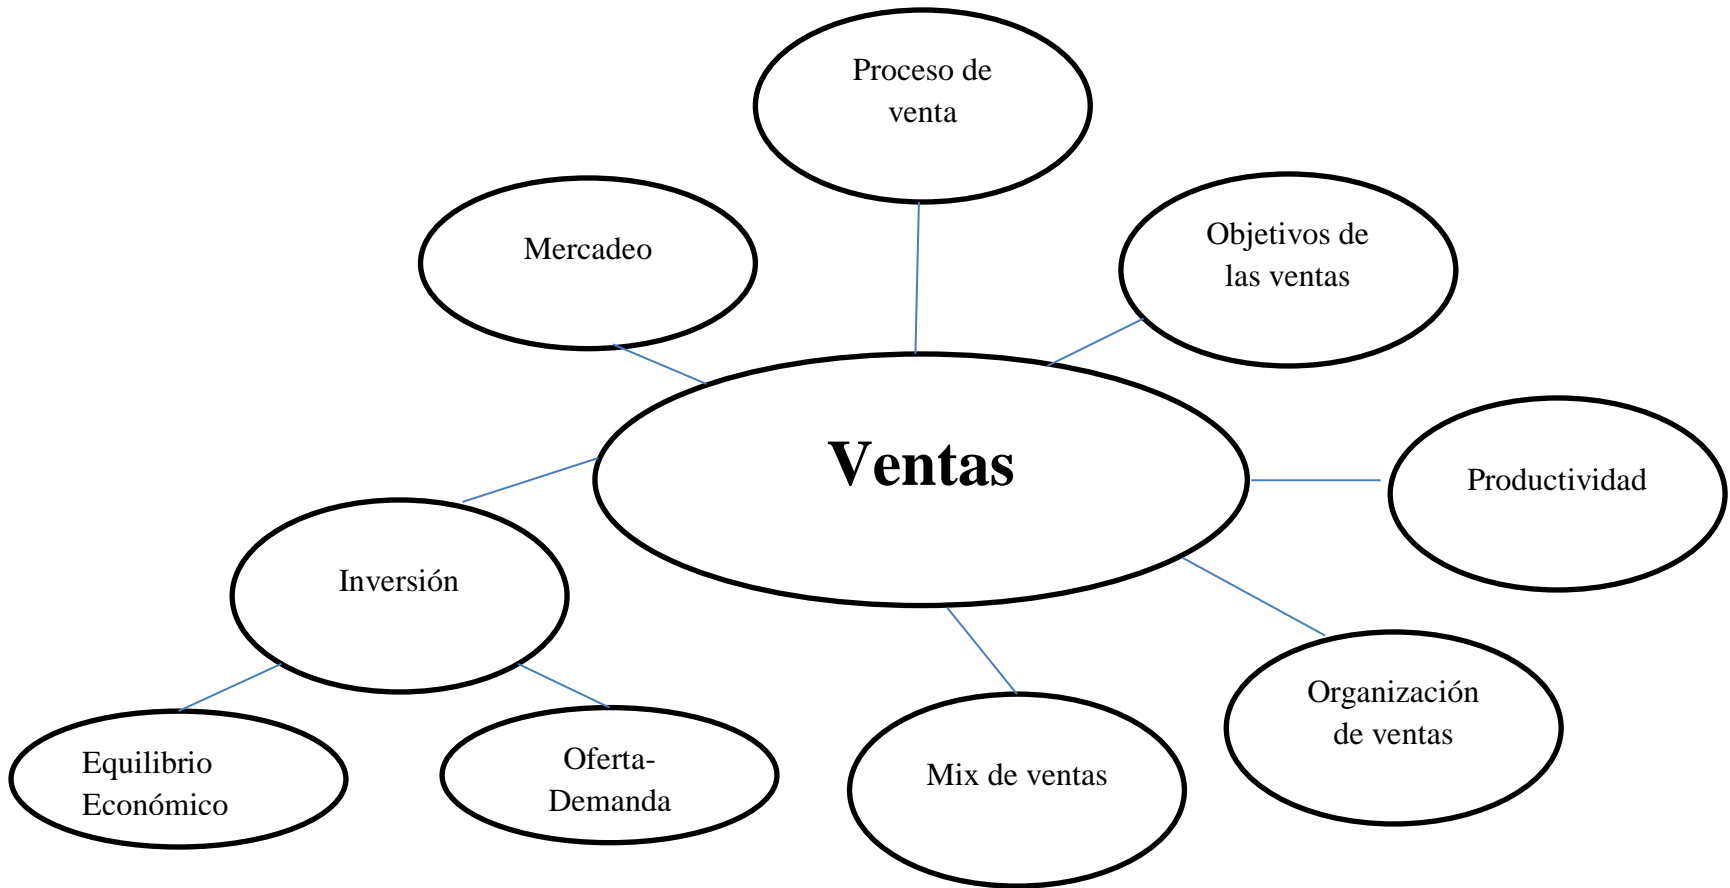 Proceso de
venta
Mercadeo
Objetivos de
las ventas
Ventas
Productividad
Inversión
Organización
de ventas
Equilibrio
Económico
Oferta-
Demanda
Mix de ventas